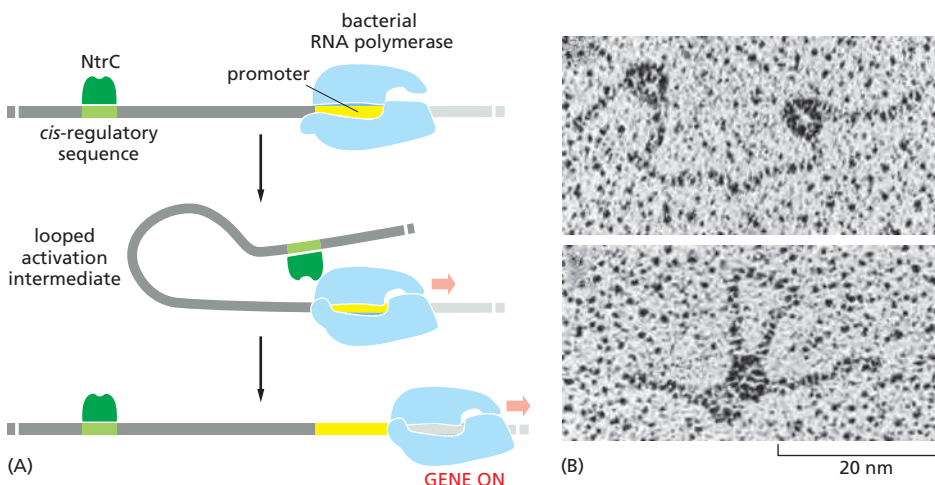 bacterial
RNA polymerase
NtrC
promoter
cis-regulatory
sequence
looped
activation
intermediate
(A)
GENE ON
(B)
20 nm